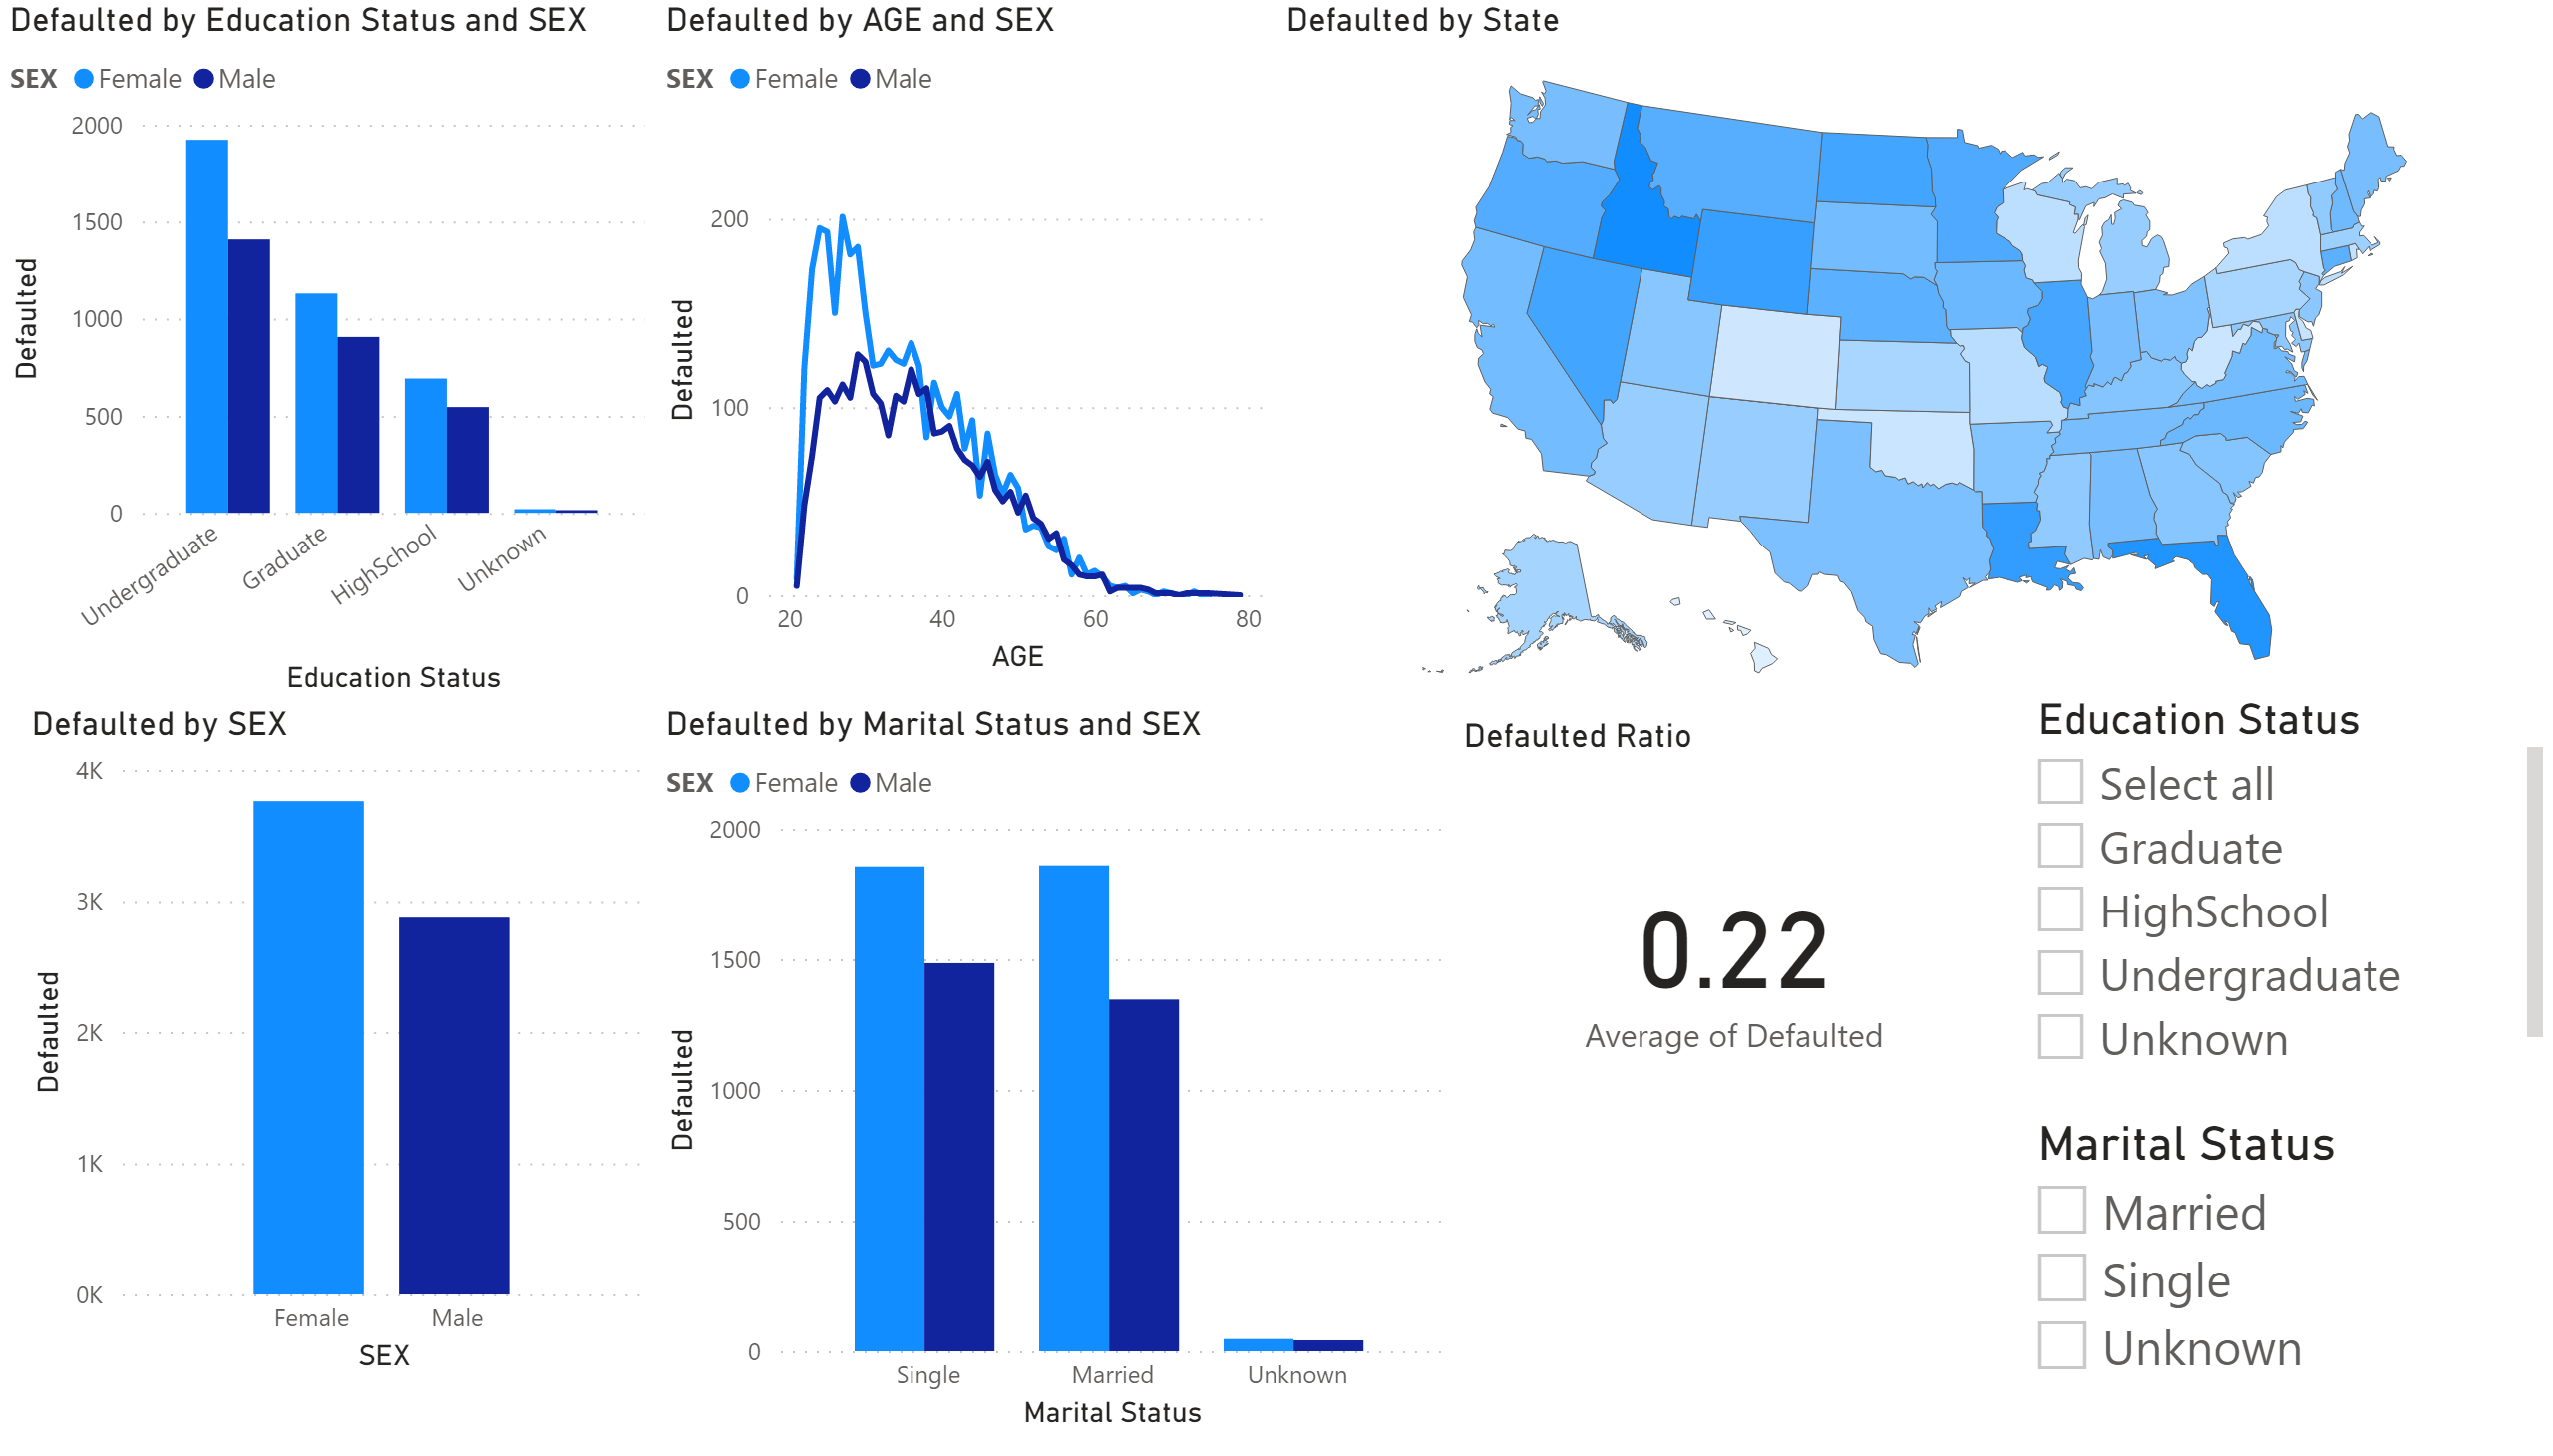 Defaulted by Education Status and SEX
SEX Female Male
2000
1500
1000
500
0
Defaulted
Undergraduate
Graduate
HighSchool
Unknown
Education Status
Defaulted by AGE and SEX
SEX Female Male
200
100
0
Defaulted
20 40 60 80
AGE
Defaulted by State
Defaulted by SEX
4K
3K
2K
1K
0K
Defaulted
Female Male
SEX
Defaulted by Marital Status and SEX
SEX Female Male
2000
1500
1000
500
0
Defaulted
Single Married Unknown
Marital Status
Defaulted Ratio
0.22
Average of Defaulted
Education Status
Select all
Graduate
HighSchool
Undergraduate
Unknown
Marital Status
Married
Single
Unknown